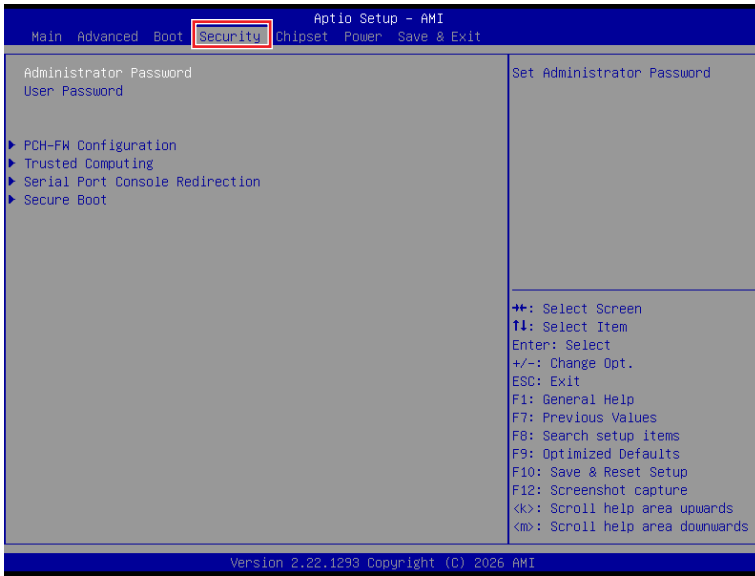 Aptio Setup – AMI
Main Advanced Boot Security Chipset Power Save & Exit
Administrator Password
User Password
PCH-FW Configuration
Trusted Computing
Serial Port Console Redirection
Secure Boot
Set Administrator Password
→←: Select Screen
↑↓: Select Item
Enter: Select
+/-: Change Opt.
ESC: Exit
F1: General Help
F7: Previous Values
F8: Search setup items
F9: Optimized Defaults
F10: Save & Reset Setup
F12: Screenshot capture
<k>: Scroll help area upwards
<m>: Scroll help area downwards
Version 2.22.1293 Copyright (C) 2026 AMI